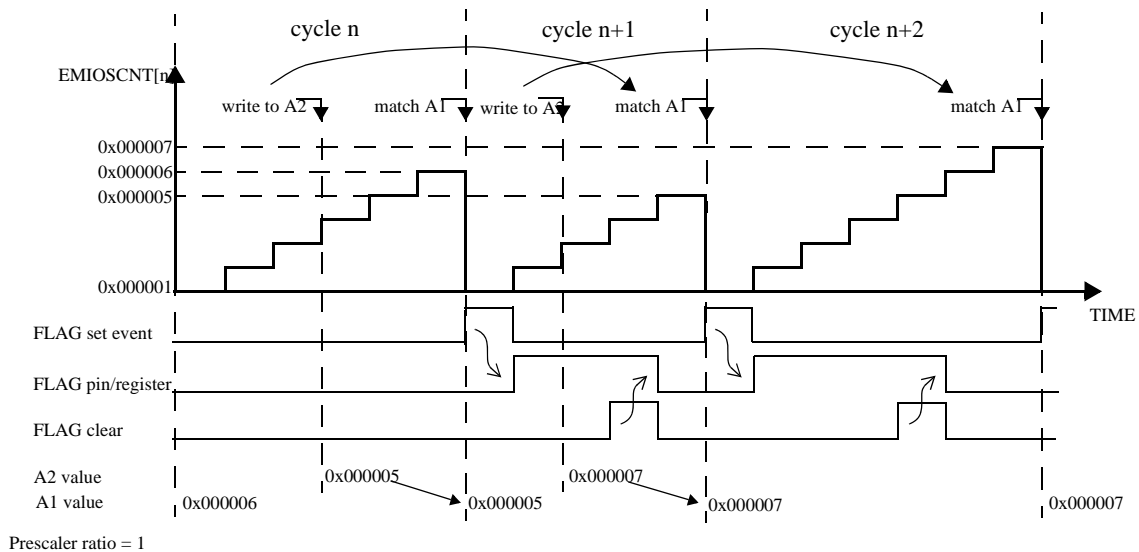 cycle n cycle n+1 cycle n+2
EMIOSCNT[n]
write to A2 match A1 write to A2 match A1 match A1
0x000007
0x000006
0x000005
0x000001
TIME
FLAG set event
FLAG pin/register
FLAG clear
A2 value 0x000005 0x000007
A1 value 0x000006 0x000005 0x000007 0x000007
Prescaler ratio = 1